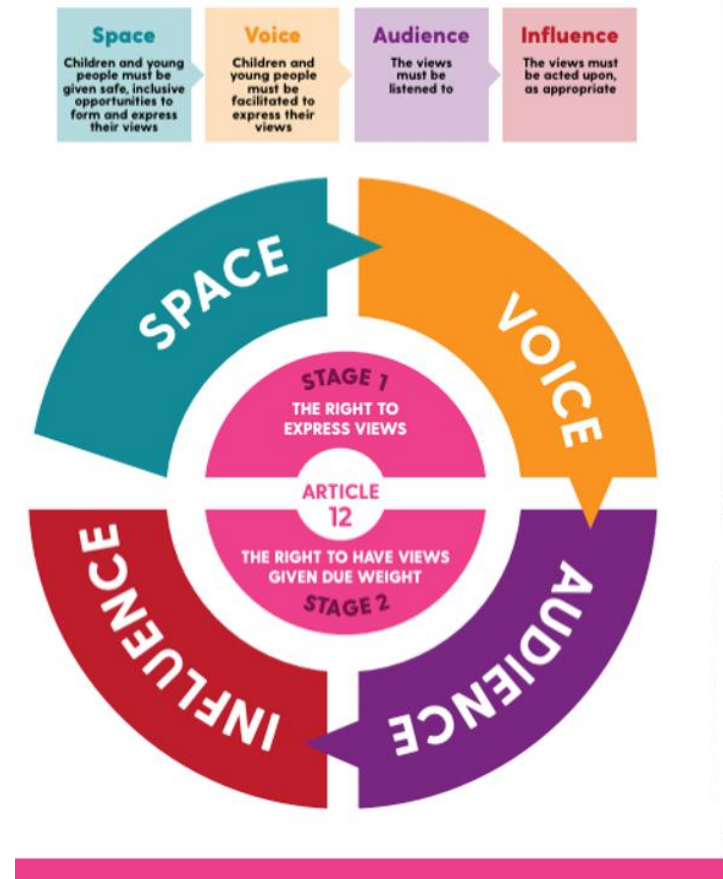 Space
Children and young
people must be
given safe, inclusive
opportunities to
form and express
their views
Voice
Children and
young people
must be
facilitated to
express their
views
Audience
The views
must be
listened to
Influence
The views must
be acted upon,
as appropriate
SPACE
VOICE
STAGE 1
THE RIGHT TO
EXPRESS VIEWS
ARTICLE
12
THE RIGHT TO HAVE VIEWS
GIVEN DUE WEIGHT
STAGE 2
AUDIENCE
INFLUENCE